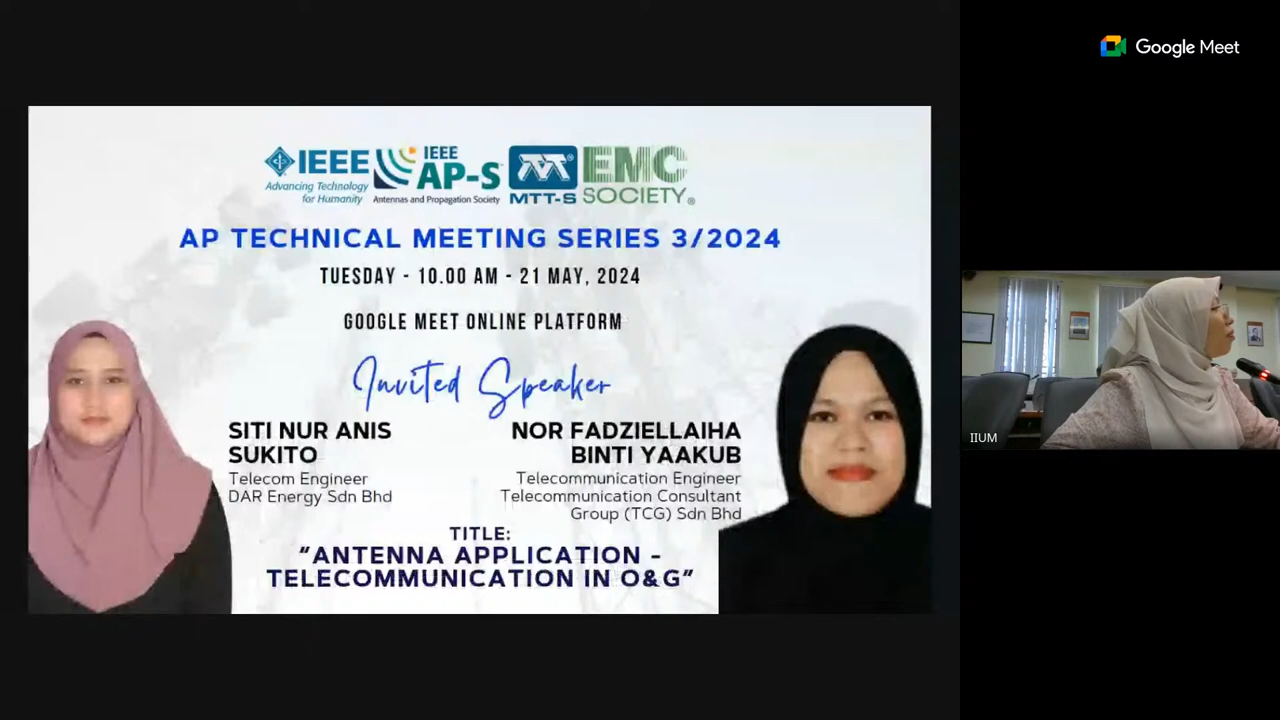 Google Meet
IEEE
Advancing Technology
for Humanity
IEEE
AP-S
Antennas and Propagation Society
MTT-S
EMC
SOCIETY
AP TECHNICAL MEETING SERIES 3/2024
TUESDAY - 10.00 AM - 21 MAY, 2024
GOOGLE MEET ONLINE PLATFORM
Invited Speaker
SITI NUR ANIS
SUKITO
Telecom Engineer
DAR Energy Sdn Bhd
NOR FADZIELLAIHA
BINTI YAAKUB
Telecommunication Engineer
Telecommunication Consultant
Group (TCG) Sdn Bhd
TITLE:
"ANTENNA APPLICATION -
TELECOMMUNICATION IN O&G"
IIUM